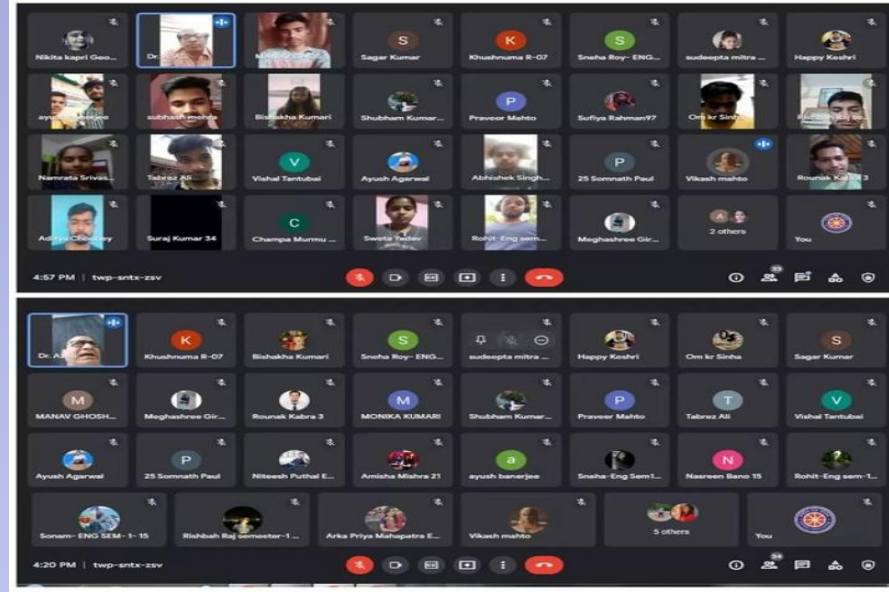 Nikita kapri Geo... Dr. Sagar Kumar Khushnuma R-07 Sneha Roy- ENG... sudeepta mitra ... Happy Keshri
S K S
subhash mehra Bishakha Kumari Shubham Kumar... Praveer Mahto Sufiya Rahman97 Om kr Sinha
P
Namrata Srivas... Tabrez Ali Vishal Tantubai Ayush Agarwal Abhishek Singh... 25 Somnath Paul Vikash mahto Rounak Kabra 3
V P
Suraj Kumar 34 Champa Murmu ... Sweta Yadav Rohit-Eng sem... Meghashree Gir... 2 others You
C A
4:57 PM | twp-sntx-zsv
33
Dr. A Khushnuma R-07 Bishakha Kumari Sneha Roy- ENG... sudeepta mitra ... Happy Keshri Om kr Sinha Sagar Kumar
K S S
MANAV GHOSH... Meghashree Gir... Rounak Kabra 3 MONIKA KUMARI Shubham Kumar... Praveer Mahto Tabrez Ali Vishal Tantubai
M M P T V
Ayush Agarwal 25 Somnath Paul Niteesh Puthal E... Amisha Mishra 21 ayush banerjee Sneha-Eng Sem1... Nasreen Bano 15 Rohit-Eng sem-1...
P a N
Sonam- ENG SEM- 1- 15 Rishbah Raj semester-1 ... Arka Priya Mahapatra E... Vikash mahto 5 others You
4:20 PM | twp-sntx-zsv
34